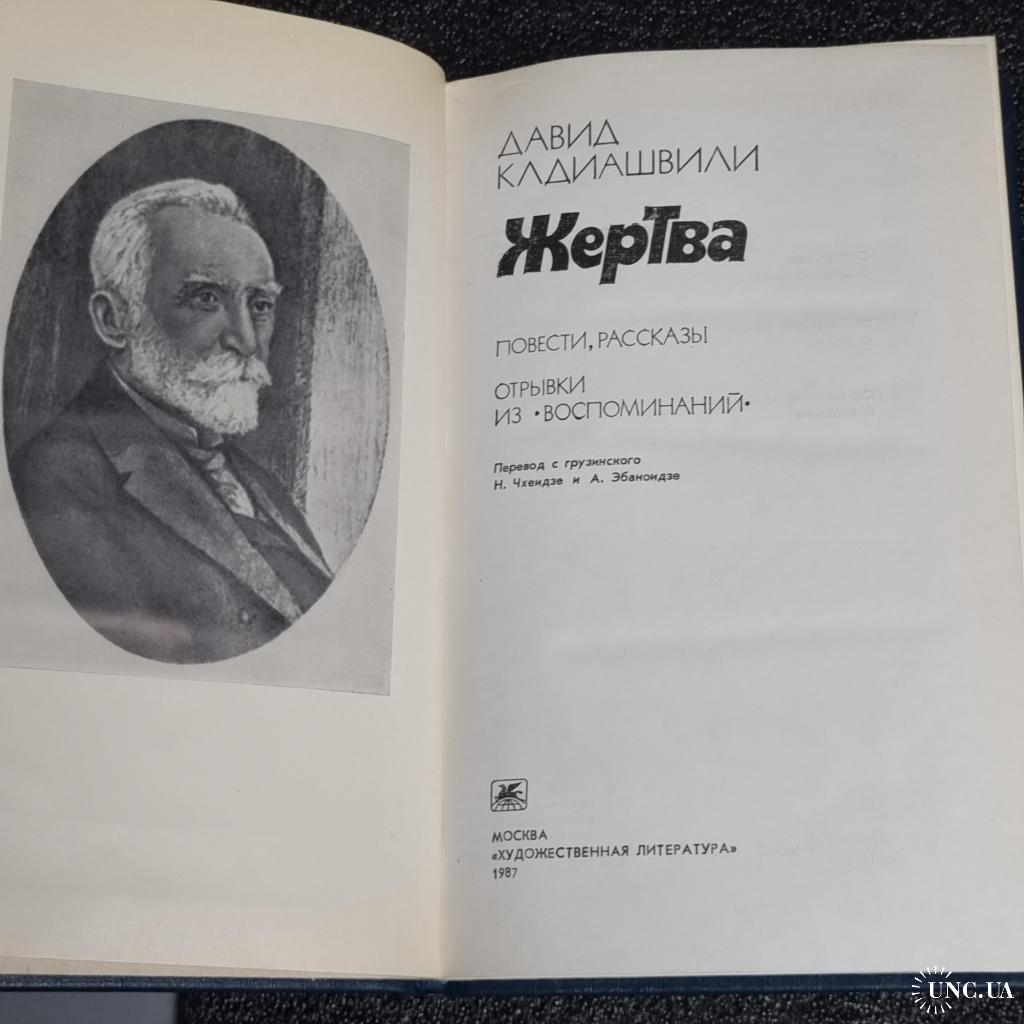 ДАВИД
КЛДИАШВИЛИ
Жертва
ПОВЕСТИ, РАССКАЗЫ
ОТРЫВКИ
ИЗ «ВОСПОМИНАНИЙ»
Перевод с грузинского
Н. Чхеидзе и А. Эбаноидзе
МОСКВА
«ХУДОЖЕСТВЕННАЯ ЛИТЕРАТУРА»
1987
UNC.UA